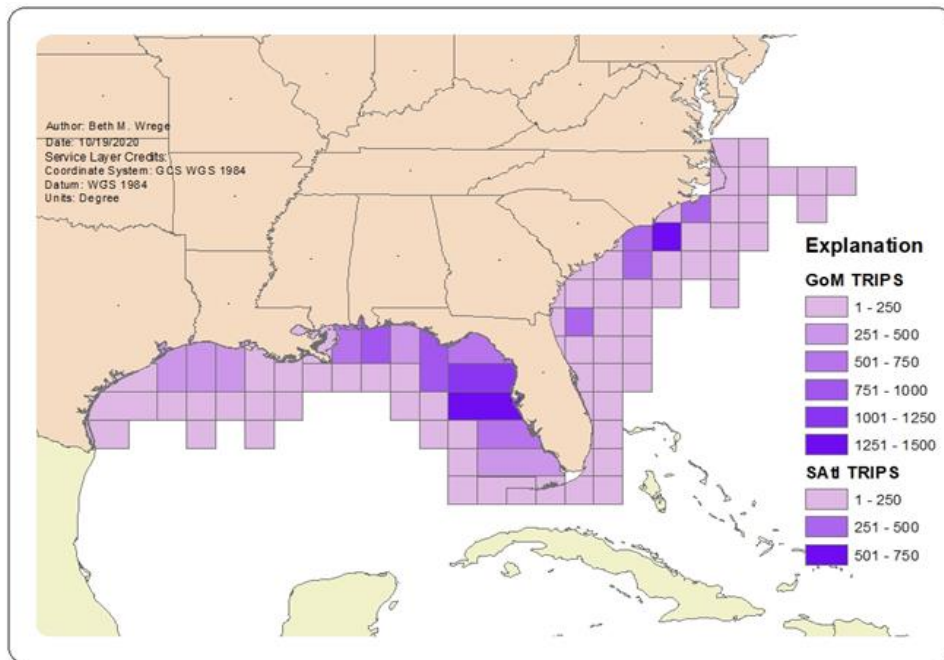 Author: Beth M. Wrege
Date: 10/19/2020
Service Layer Credits:
Coordinate System: GCS WGS 1984
Datum: WGS 1984
Units: Degree
Explanation
GoM TRIPS
1 - 250
251 - 500
501 - 750
751 - 1000
1001 - 1250
1251 - 1500
SAtl TRIPS
1 - 250
251 - 500
501 - 750